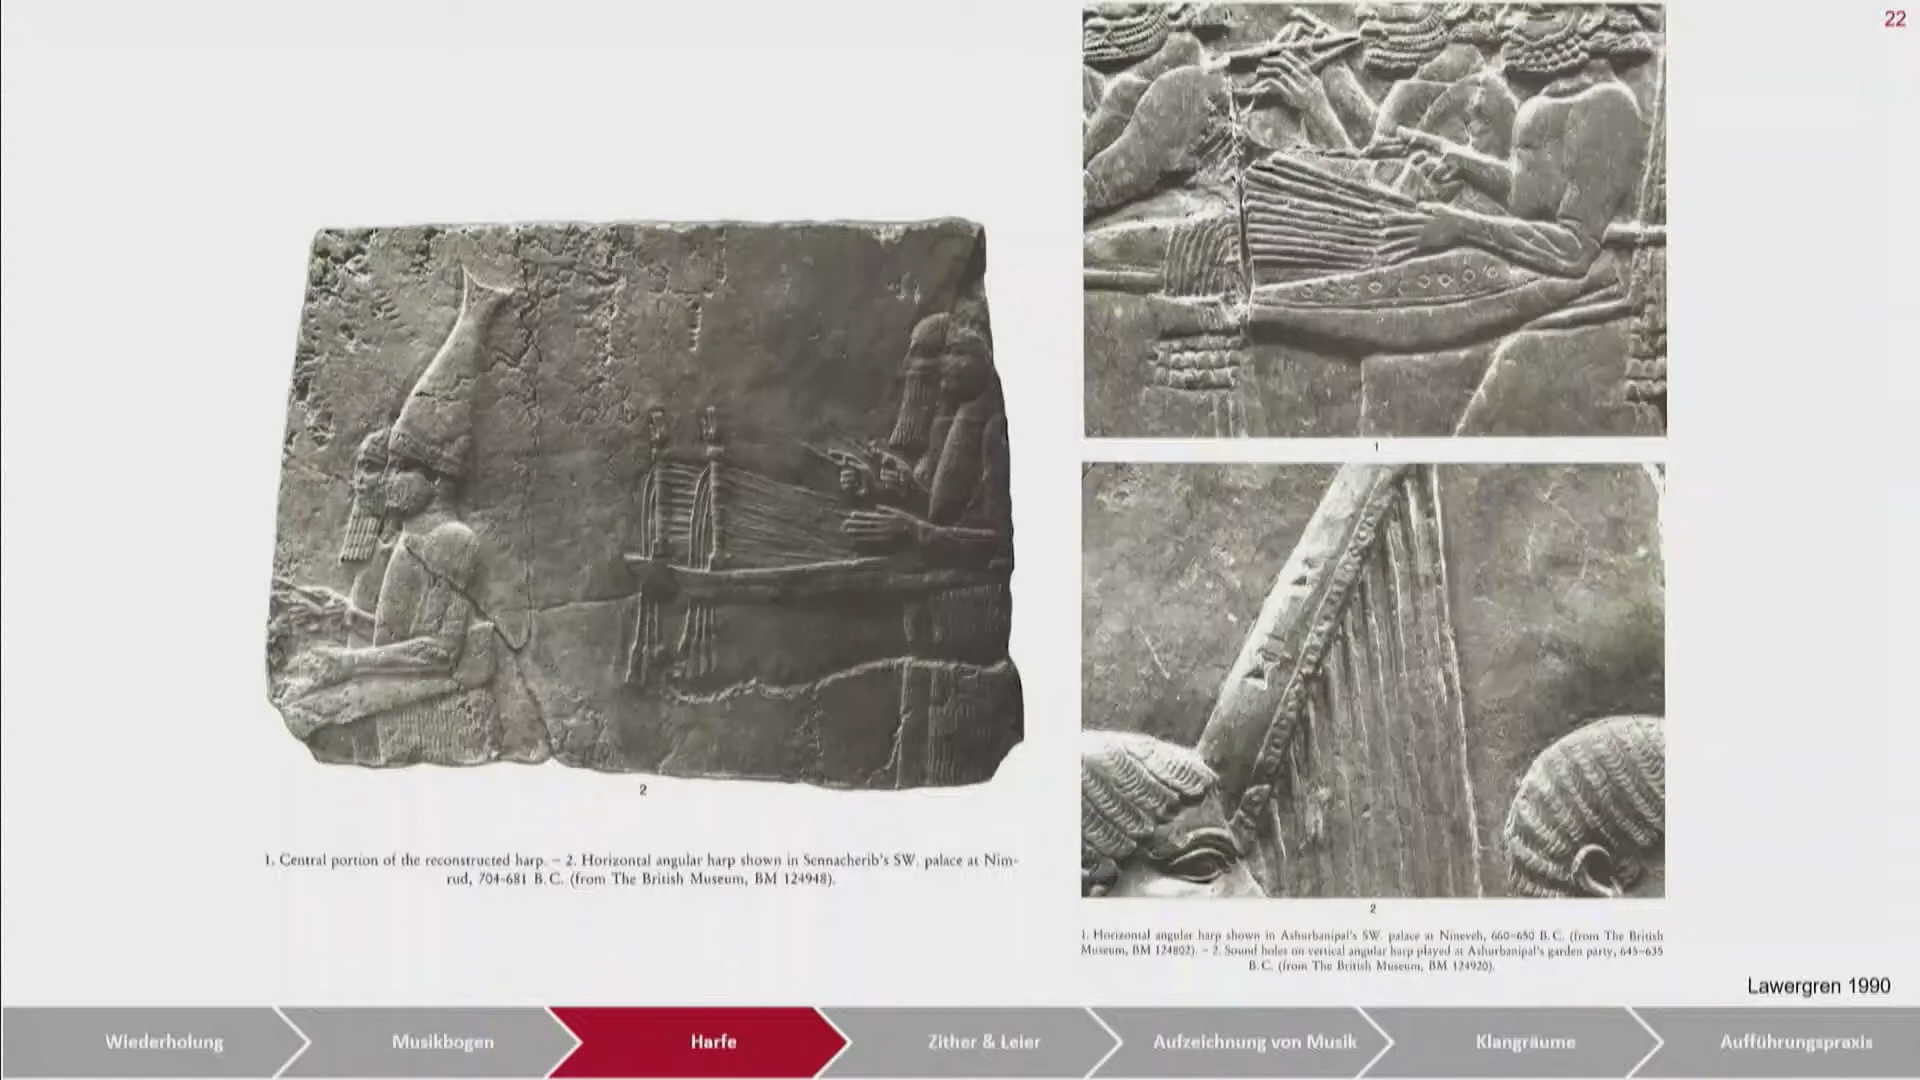 22
2
1. Central portion of the reconstructed harp. – 2. Horizontal angular harp shown in Sennacherib's SW. palace at Nim-
rud, 704–681 B.C. (from The British Museum, BM 124948).
1
2
1. Horizontal angular harp shown in Ashurbanipal's SW. palace at Nineveh, 660–650 B.C. (from The British
Museum, BM 124802). – 2. Sound holes on vertical angular harp played at Ashurbanipal's garden party, 645–635
B.C. (from The British Museum, BM 124920).
Lawergren 1990
Wiederholung
Musikbogen
Harfe
Zither & Leier
Aufzeichnung von Musik
Klangräume
Aufführungspraxis